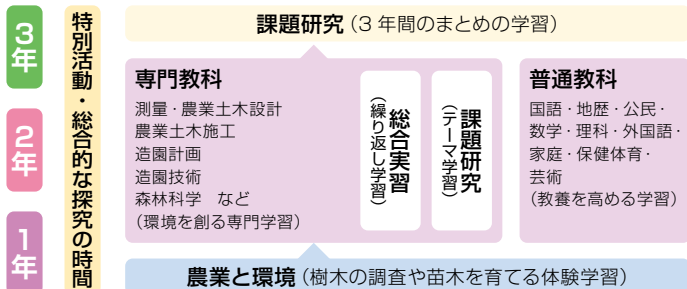 3年
2年
1年
特別活動・総合的な探究の時間
課題研究（3年間のまとめの学習）
専門教科
測量・農業土木設計
農業土木施工
造園計画
造園技術
森林科学　など
（環境を創る専門学習）
総合実習
（繰り返し学習）
課題研究
（テーマ学習）
普通教科
国語・地歴・公民・
数学・理科・外国語・
家庭・保健体育・
芸術
（教養を高める学習）
農業と環境（樹木の調査や苗木を育てる体験学習）